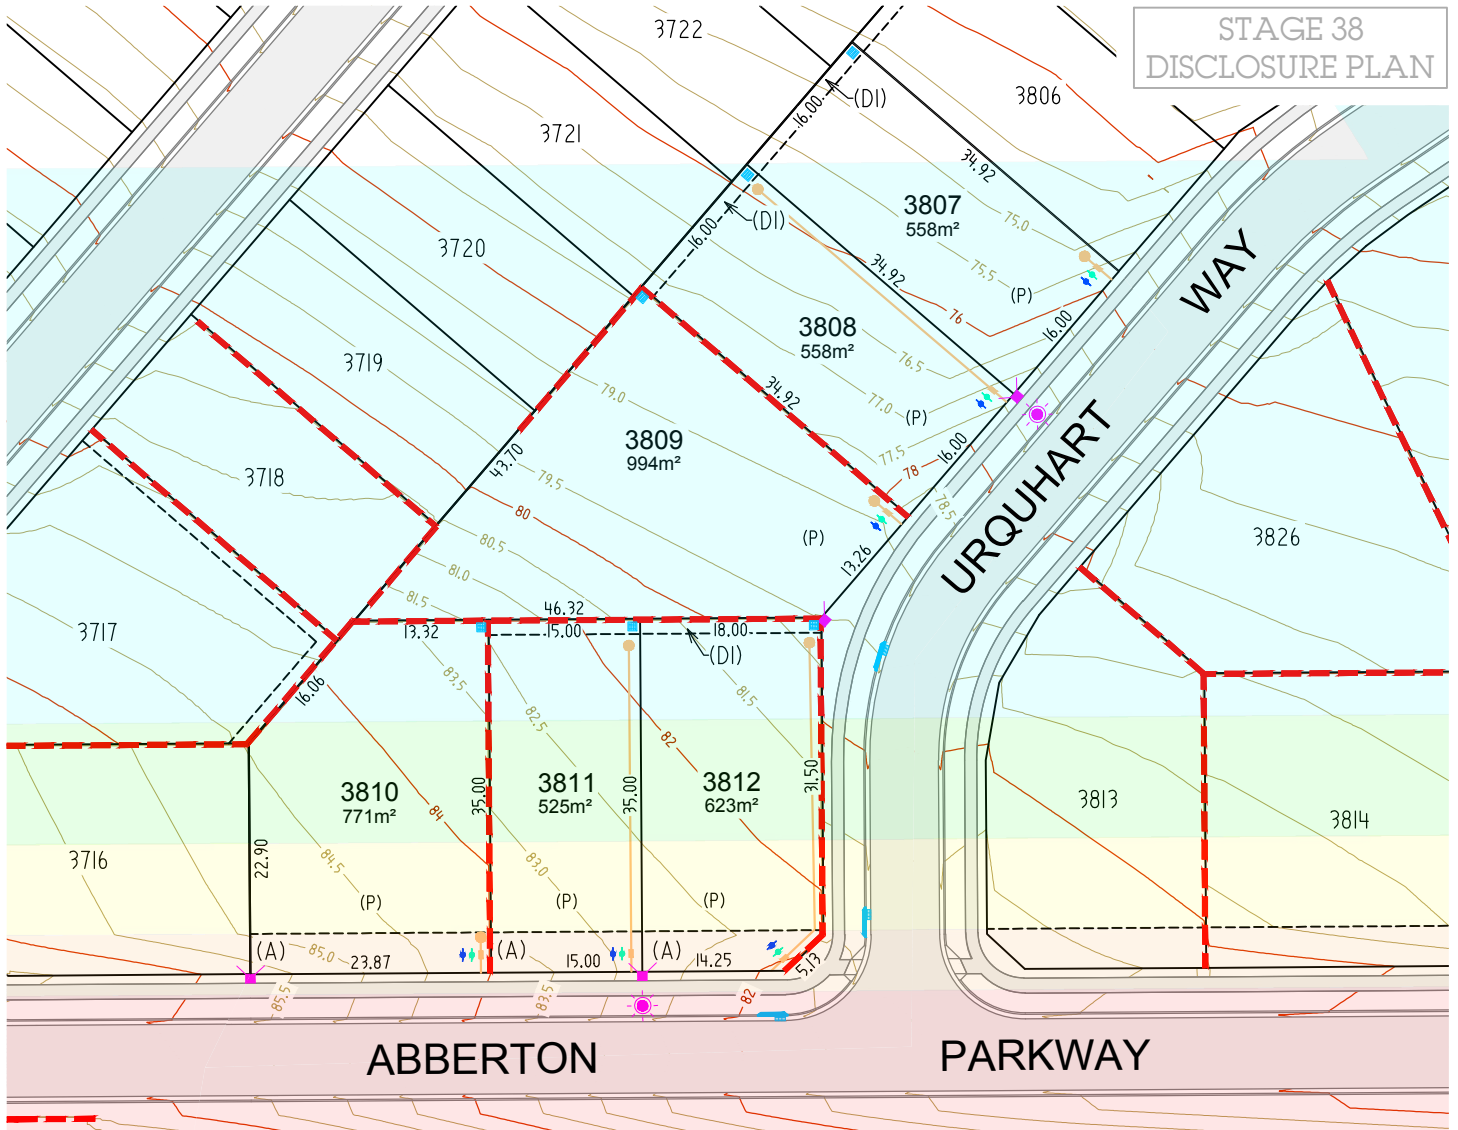 STAGE 38
DISCLOSURE PLAN
3722
3806
(DI)
16.00
3721
34.92
3807
558m²
75.0
(DI)
16.00
3720
75.5
34.92
(P)
WAY
76
16.00
3808
558m²
3719
76.5
79.0
34.92
77.0
(P)
3809
994m²
43.70
77.5
78
16.00
URQUHART
3718
79.5
80
78.5
(P)
3826
80.5
13.26
81.0
81.5
46.32
3717
13.32
15.00
18.00
(DI)
83.5
16.06
82.5
81.5
82
3810
771m²
35.00
3811
525m²
35.00
3812
623m²
31.50
3813
3814
84
3716
22.90
84.5
83.0
(P)
(P)
(P)
85.0
(A)
(A)
(A)
23.87
15.00
14.25
5.13
85.5
83.5
82
ABBERTON
PARKWAY